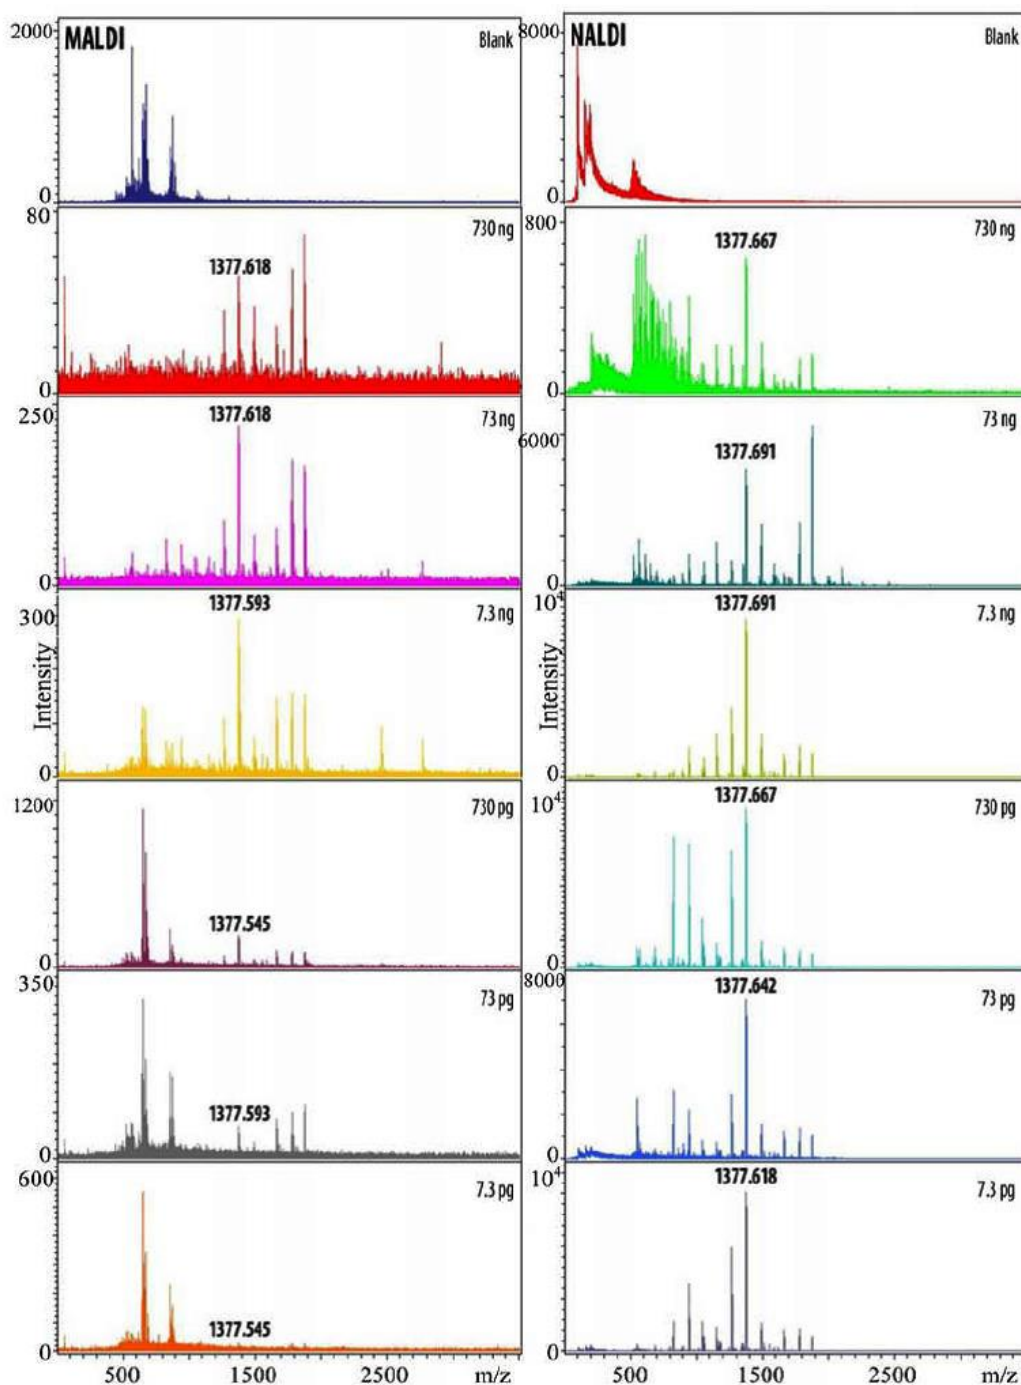 2000 MALDI Blank
0
80 730 ng
1377.618
0
250 1377.618 73 ng
0
300 1377.593 7.3 ng
Intensity
0
1200 730 pg
1377.545
0
350 73 pg
1377.593
0
600 7.3 pg
1377.545
0
500 1500 2500 m/z
8000 NALDI Blank
0
800 730 ng
1377.667
0
73 ng
6000 1377.691
0
10⁴ 1377.691 7.3 ng
Intensity
0
10⁴ 1377.667 730 pg
0
8000 1377.642 73 pg
0
10⁴ 1377.618 7.3 pg
0
500 1500 2500 m/z